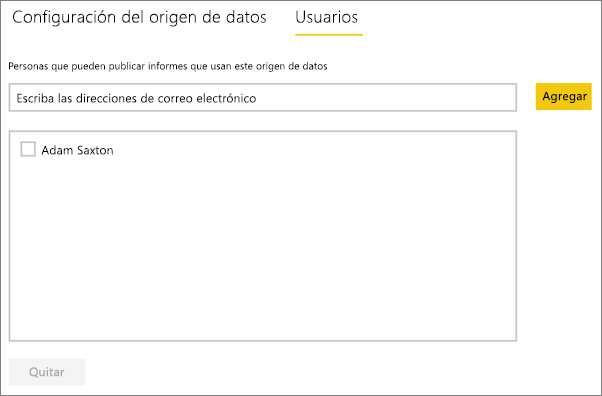 Configuración del origen de datos Usuarios
Personas que pueden publicar informes que usan este origen de datos
Escriba las direcciones de correo electrónico Agregar
Adam Saxton
Quitar